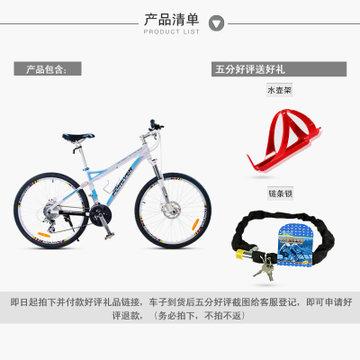 产品清单
PRODUCT LIST
产品包含:
五分好评送好礼
水壶架
FOREVER
链条锁
即日起拍下并付款好评礼品链接，车子到货后五分好评截图给客服登记，即可申请好
评退款，（务必拍下，不拍不返）